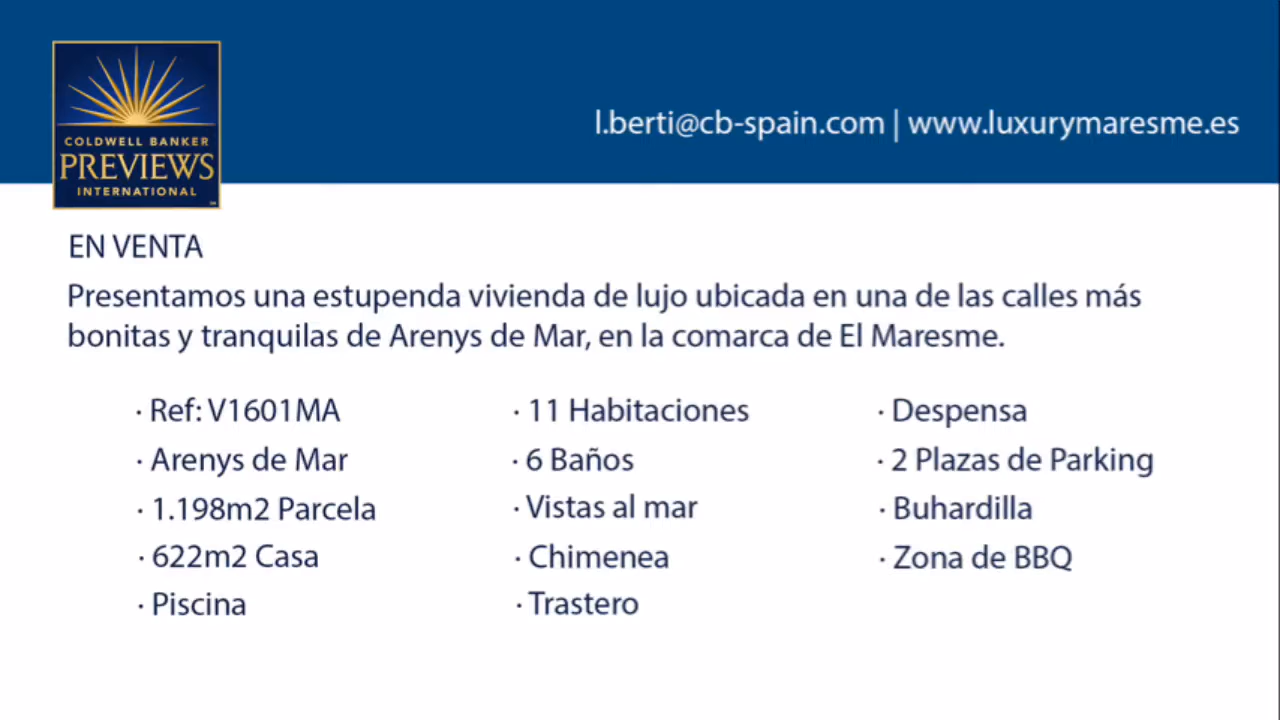 COLDWELL BANKER
PREVIEWS
INTERNATIONAL
l.berti@cb-spain.com | www.luxurymaresme.es
EN VENTA
Presentamos una estupenda vivienda de lujo ubicada en una de las calles más
bonitas y tranquilas de Arenys de Mar, en la comarca de El Maresme.
· Ref: V1601MA
· Arenys de Mar
· 1.198m2 Parcela
· 622m2 Casa
· Piscina
· 11 Habitaciones
· 6 Baños
· Vistas al mar
· Chimenea
· Trastero
· Despensa
· 2 Plazas de Parking
· Buhardilla
· Zona de BBQ